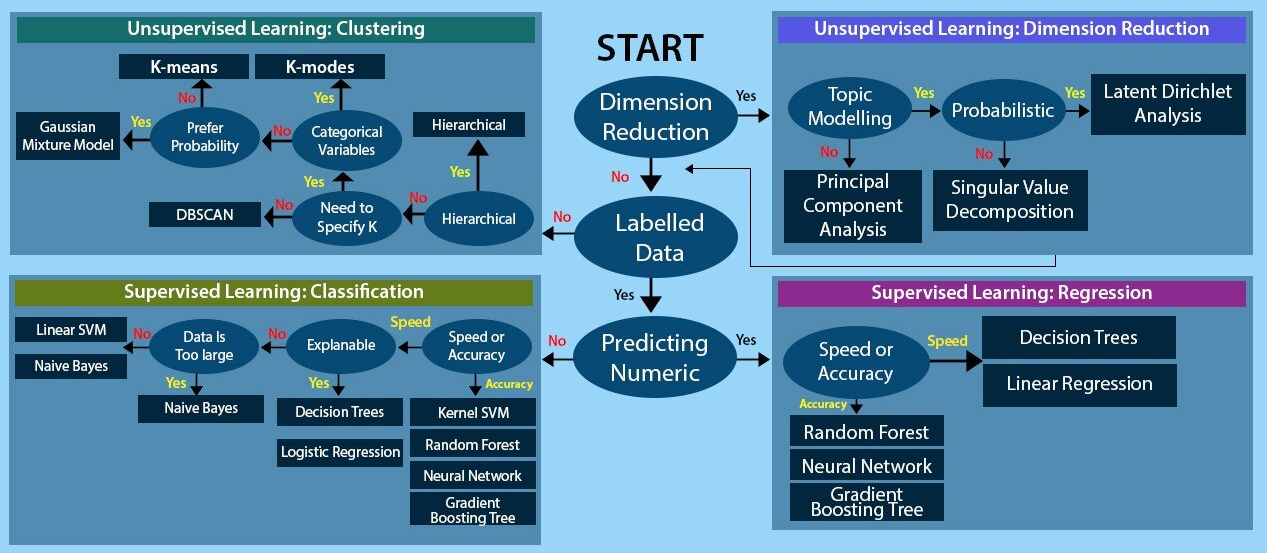 Unsupervised Learning: Clustering
K-means
K-modes
No
Yes
Gaussian
Mixture Model
Yes
Prefer
Probability
No
Categorical
Variables
Hierarchical
Yes
Yes
DBSCAN
No
Need to
Specify K
No
Hierarchical
START
Dimension
Reduction
Yes
No
No
Labelled
Data
Yes
No
Predicting
Numeric
Yes
Unsupervised Learning: Dimension Reduction
Topic
Modelling
Yes
Probabilistic
Yes
Latent Dirichlet
Analysis
No
No
Principal
Component
Analysis
Singular Value
Decomposition
Supervised Learning: Classification
Linear SVM
Naive Bayes
No
Data Is
Too large
No
Explanable
Speed
Speed or
Accuracy
Yes
Yes
Accuracy
Naive Bayes
Decision Trees
Logistic Regression
Kernel SVM
Random Forest
Neural Network
Gradient
Boosting Tree
Supervised Learning: Regression
Speed or
Accuracy
Speed
Decision Trees
Linear Regression
Accuracy
Random Forest
Neural Network
Gradient
Boosting Tree